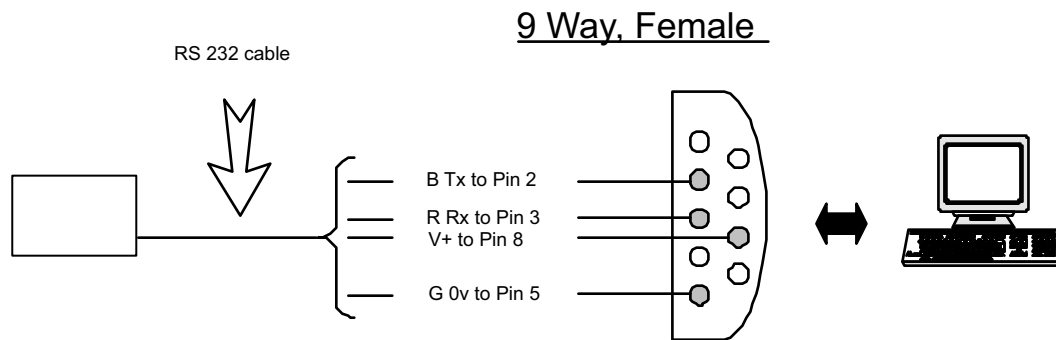 9 Way, Female
RS 232 cable
B Tx to Pin 2
R Rx to Pin 3
V+ to Pin 8
G 0v to Pin 5